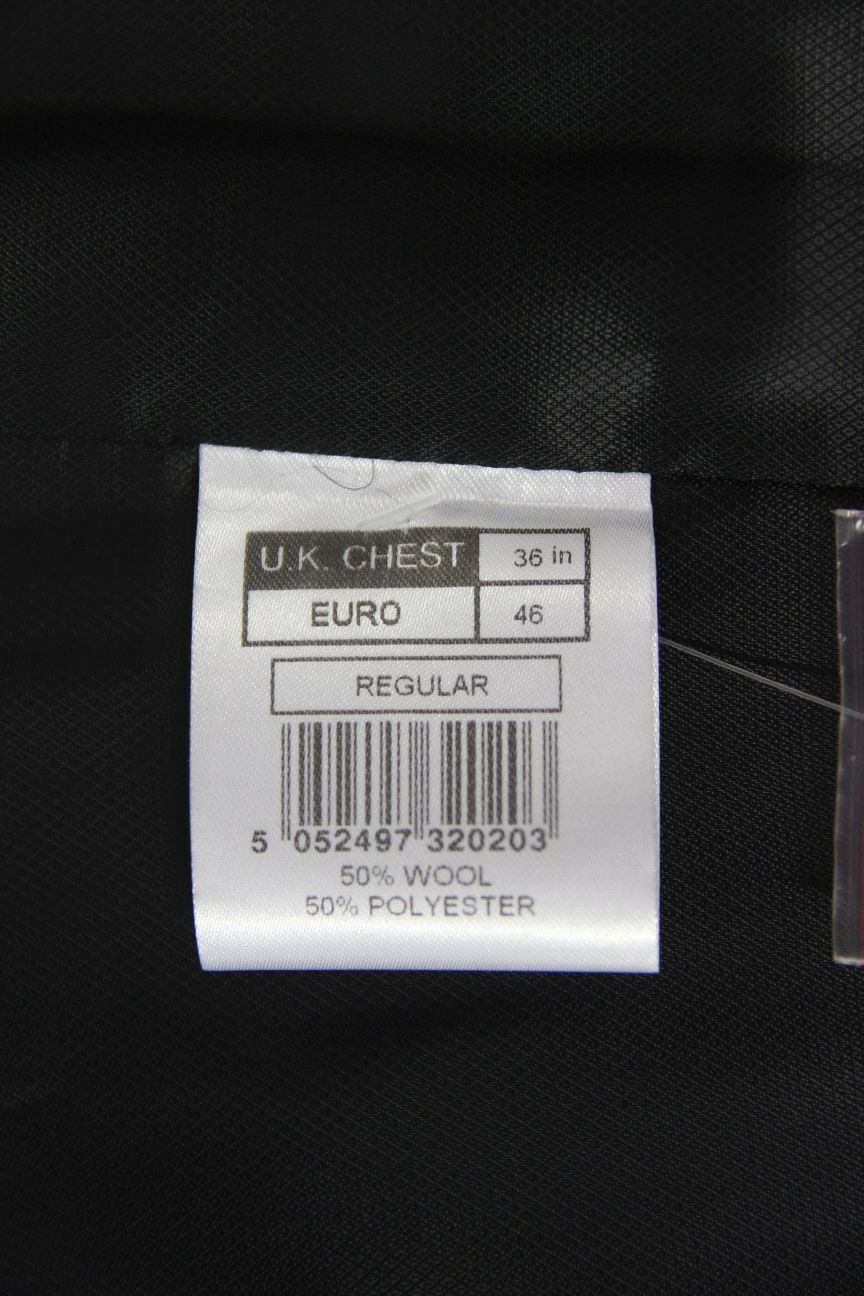 U.K. CHEST 36 in
EURO 46
REGULAR
5 052497 320203
50% WOOL
50% POLYESTER